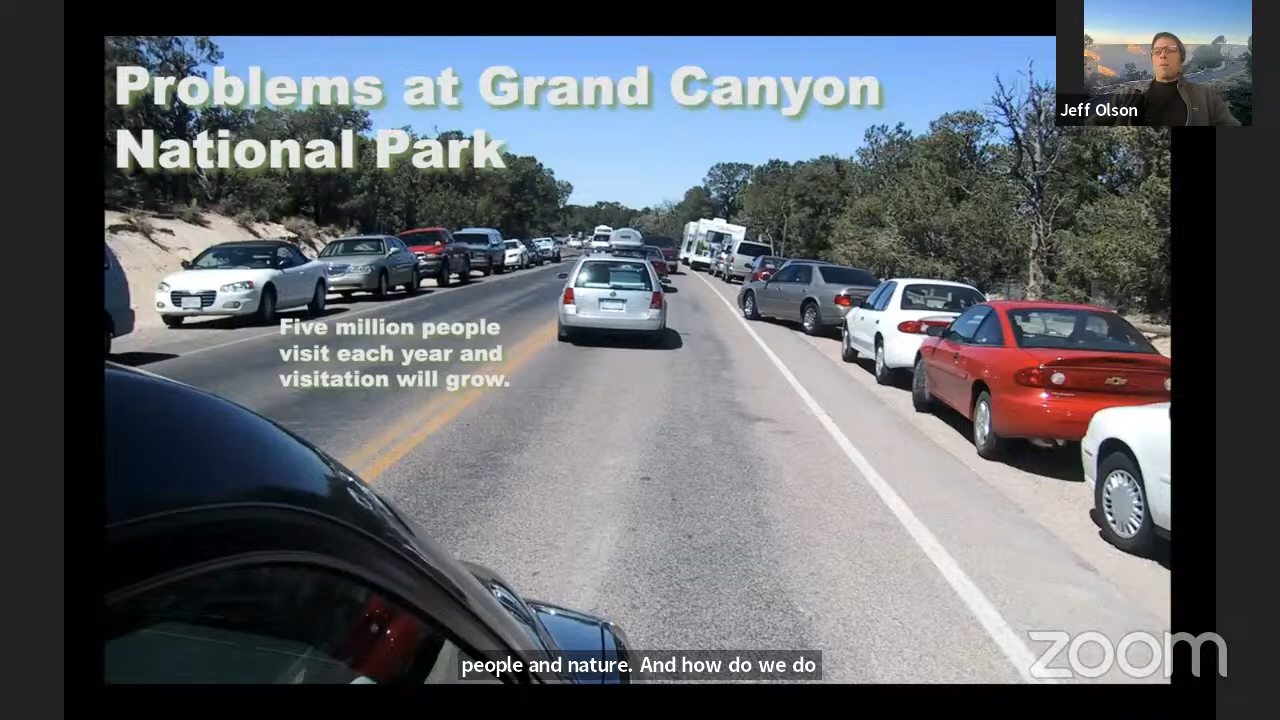 Problems at Grand Canyon
National Park
Jeff Olson
Five million people
visit each year and
visitation will grow.
people and nature. And how do we do
zoom